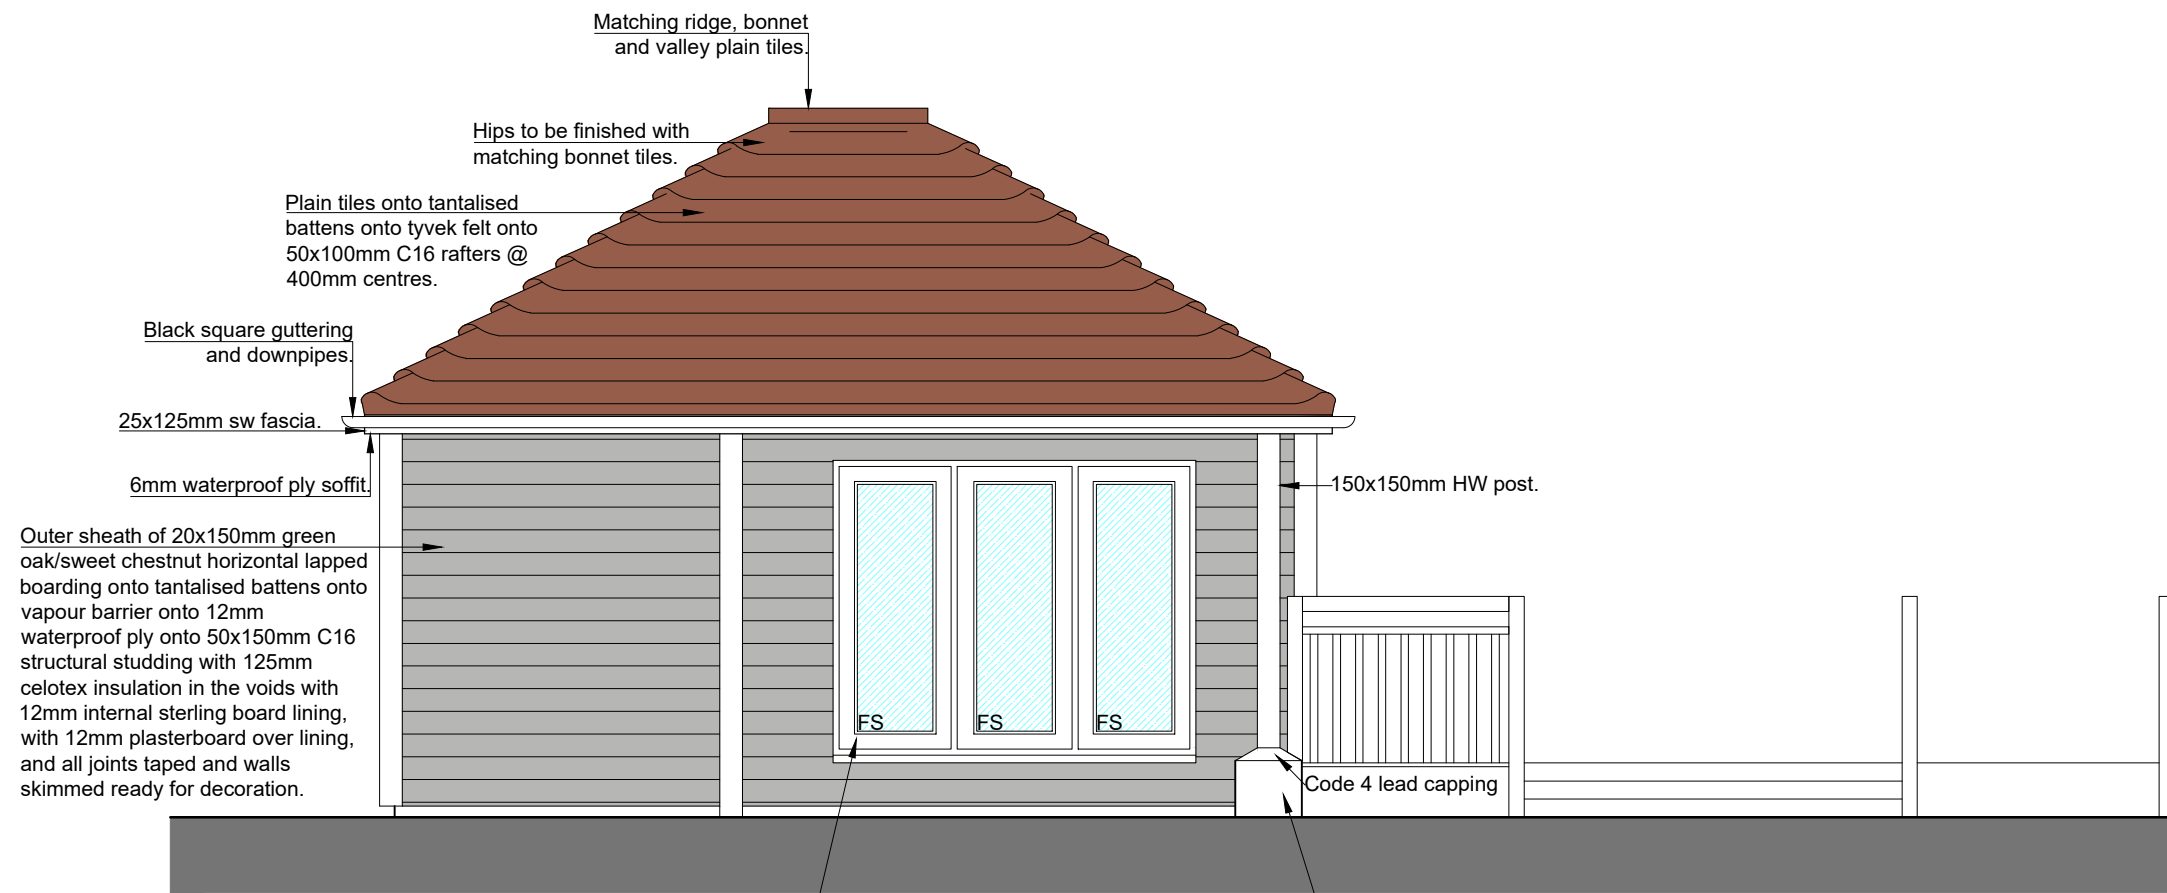 Matching ridge, bonnet
and valley plain tiles.
Hips to be finished with
matching bonnet tiles.
Plain tiles onto tantalised
battens onto tyvek felt onto
50x100mm C16 rafters @
400mm centres.
Black square guttering
and downpipes.
25x125mm sw fascia.
6mm waterproof ply soffit.
150x150mm HW post.
Outer sheath of 20x150mm green
oak/sweet chestnut horizontal lapped
boarding onto tantalised battens onto
vapour barrier onto 12mm
waterproof ply onto 50x150mm C16
structural studding with 125mm
celotex insulation in the voids with
12mm internal sterling board lining,
with 12mm plasterboard over lining,
and all joints taped and walls
skimmed ready for decoration.
FS
FS
FS
Code 4 lead capping